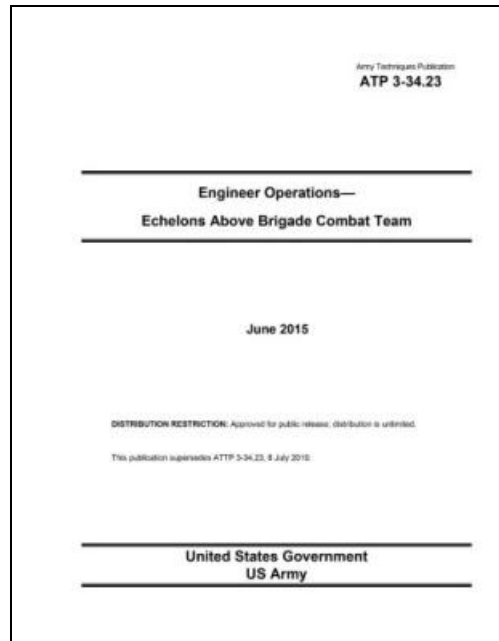 Army Techniques Publication
ATP 3-34.23
Engineer Operations—
Echelons Above Brigade Combat Team
June 2015
DISTRIBUTION RESTRICTION: Approved for public release; distribution is unlimited.
This publication supersedes ATTP 3-34.23, 8 July 2010.
United States Government
US Army